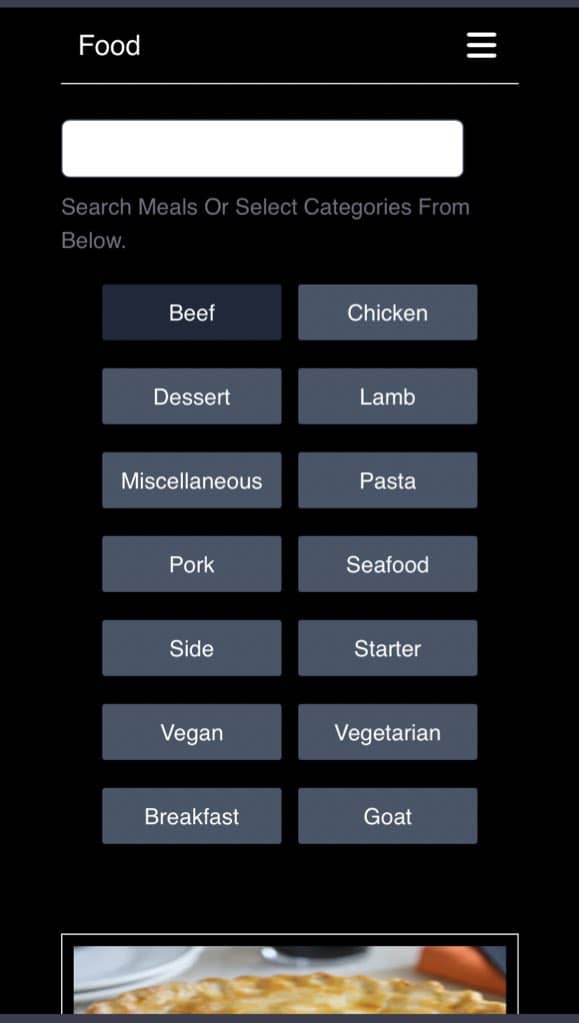 Food
Search Meals Or Select Categories From
Below.
Beef
Chicken
Dessert
Lamb
Miscellaneous
Pasta
Pork
Seafood
Side
Starter
Vegan
Vegetarian
Breakfast
Goat